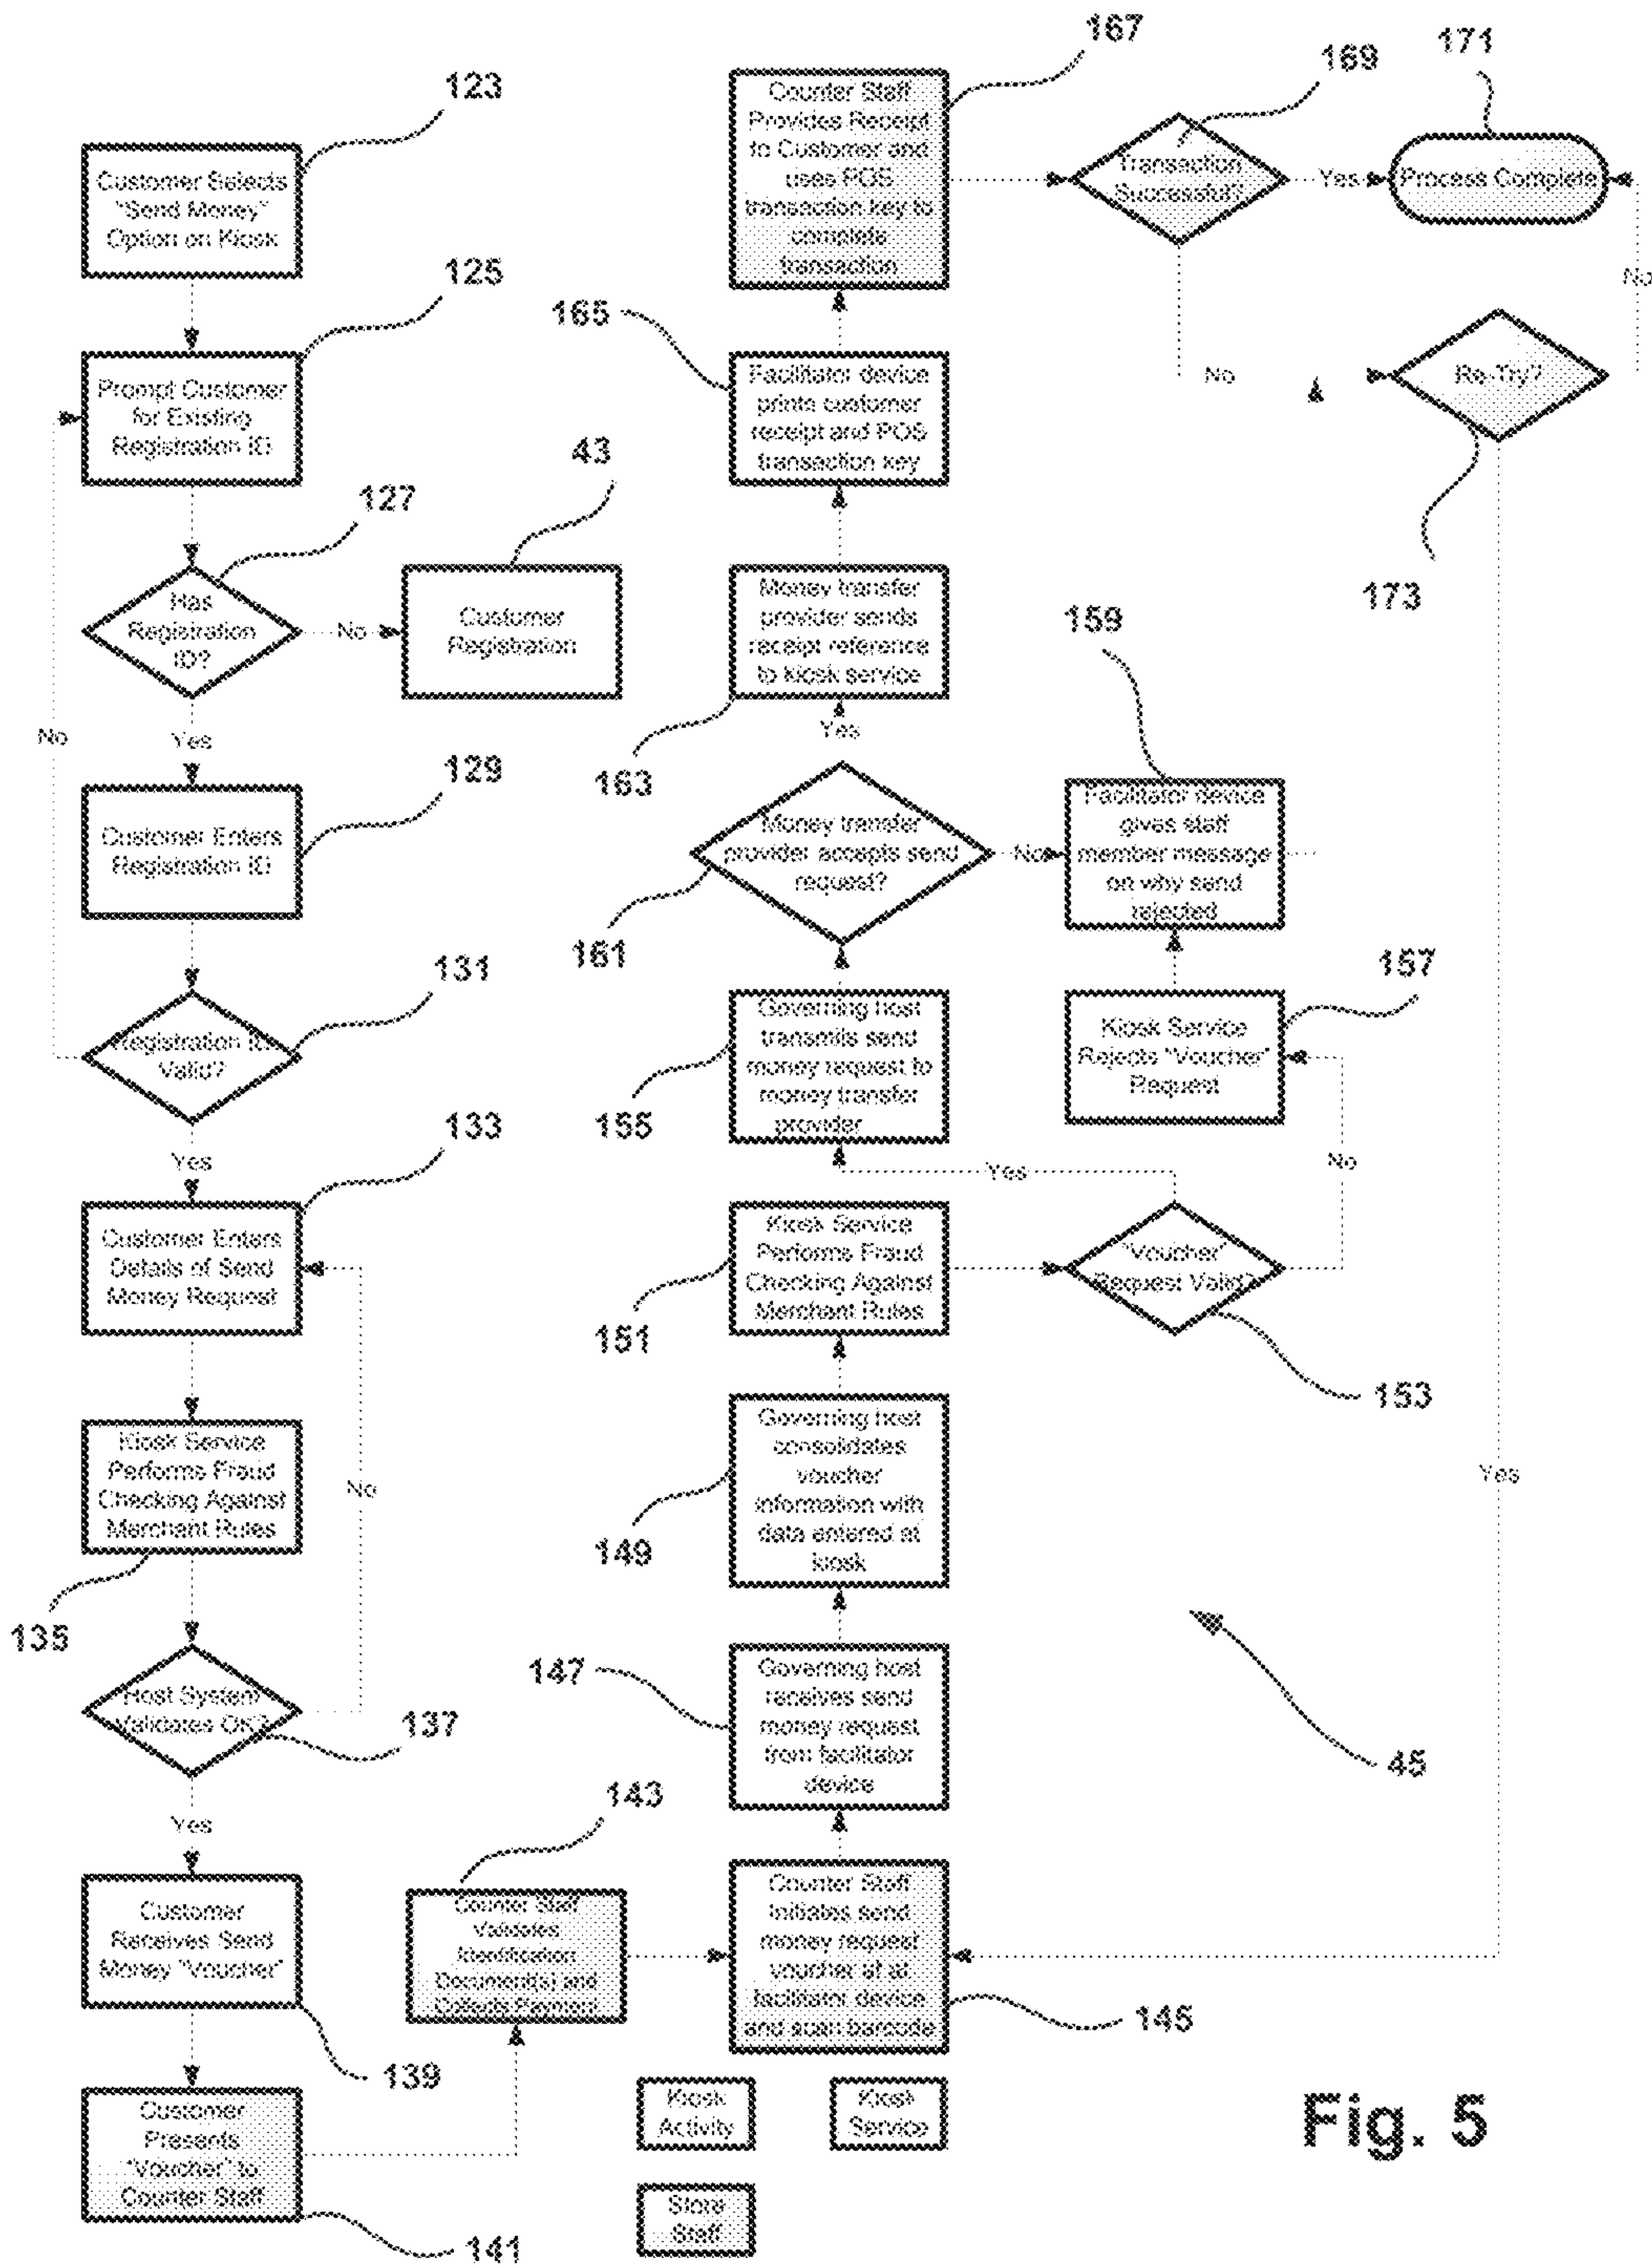 123
Customer Selects
"Send Money"
Option on Kiosk
125
Prompt Customer
for Existing
Registration ID
127
Has
Registration
ID?
No
43
Customer
Registration
No
Yes
129
Customer Enters
Registration ID
131
Registration ID
Valid?
Yes
133
Customer Enters
Details of Send
Money Request
Kiosk Service
Performs Fraud
Checking Against
Merchant Rules
No
135
Host System
Validates OK?
137
Yes
Customer
Receives Send
Money "Voucher"
139
Customer
Presents
"Voucher" to
Counter Staff
141
143
Counter Staff
Validates
Identification
Document(s) and
Collects Payment
Counter Staff
Initiates send
money request
voucher at at
facilitator device
and scan barcode
145
147
Governing host
receives send
money request
from facilitator
device
Governing host
consolidates
voucher
information with
data entered at
kiosk
149
Kiosk Service
Performs Fraud
Checking Against
Merchant Rules
151
"Voucher"
Request Valid?
153
Yes
No
Governing host
transmits send
money request to
money transfer
provider
155
157
Kiosk Service
Rejects "Voucher"
Request
159
Facilitator device
gives staff
member message
on why send
rejected
Money transfer
provider accepts send
request?
No
161
Yes
Money transfer
provider sends
receipt reference
to kiosk service
163
165
Facilitator device
prints customer
receipt and POS
transaction key
167
Counter Staff
Provides Receipt
to Customer and
uses POS
transaction key to
complete
transaction
169
Transaction
Successful?
Yes
171
Process Complete
No
No
Re-Try?
173
Yes
45
Kiosk
Activity
Kiosk
Service
Store
Staff
Fig. 5